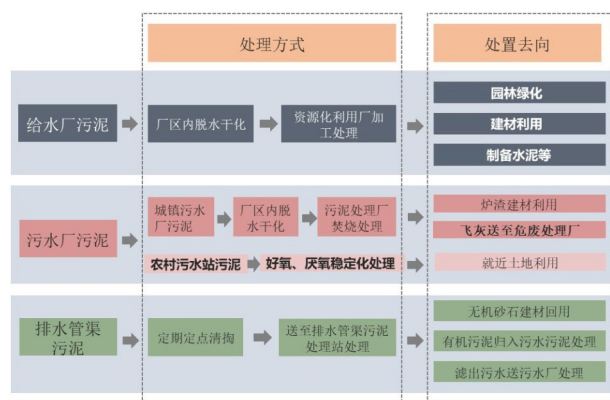 处理方式
处置去向
给水厂污泥
厂区内脱水干化
资源化利用厂加
工处理
园林绿化
建材利用
制备水泥等
污水厂污泥
城镇污水
厂污泥
厂区内脱
水干化
污泥处理厂
焚烧处理
炉渣建材利用
飞灰送至危废处理厂
农村污水站污泥
好氧、厌氧稳定化处理
就近土地利用
排水管渠
污泥
定期定点清掏
送至排水管渠污泥
处理站处理
无机砂石建材回用
有机污泥归入污水污泥处理
滤出污水送污水厂处理